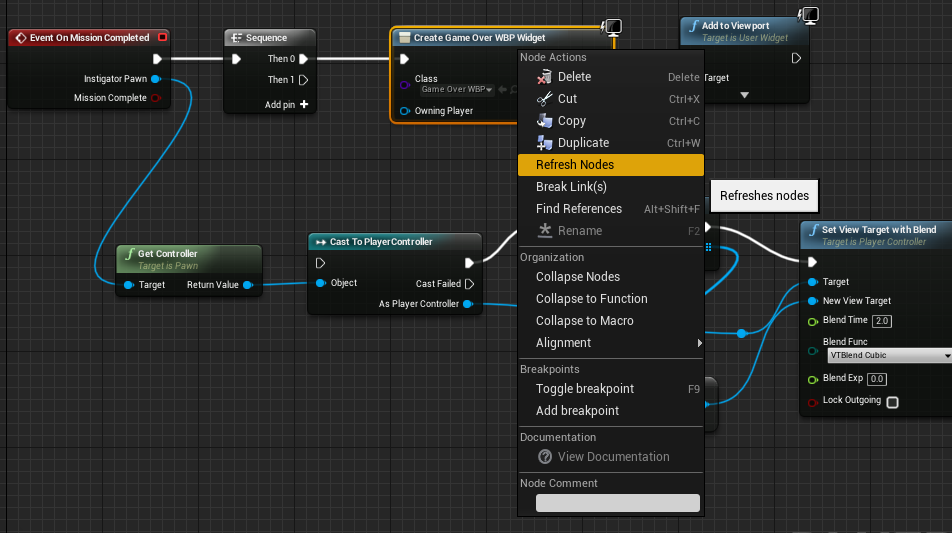 Event On Mission Completed
Instigator Pawn
Mission Complete
Sequence
Then 0
Then 1
Add pin
Create Game Over WBP Widget
Class
Game Over WBP
Owning Player
Add to Viewport
Target is User Widget
Target
Node Actions
Delete Delete
Cut Ctrl+X
Copy Ctrl+C
Duplicate Ctrl+W
Refresh Nodes
Break Link(s)
Find References Alt+Shift+F
Rename F2
Organization
Collapse Nodes
Collapse to Function
Collapse to Macro
Alignment
Breakpoints
Toggle breakpoint F9
Add breakpoint
Documentation
View Documentation
Node Comment
Refreshes nodes
Get Controller
Target is Pawn
Target Return Value
Cast To PlayerController
Cast Failed
Object
As Player Controller
Set View Target with Blend
Target is Player Controller
Target
New View Target
Blend Time 2.0
Blend Func
VTBlend Cubic
Blend Exp 0.0
Lock Outgoing